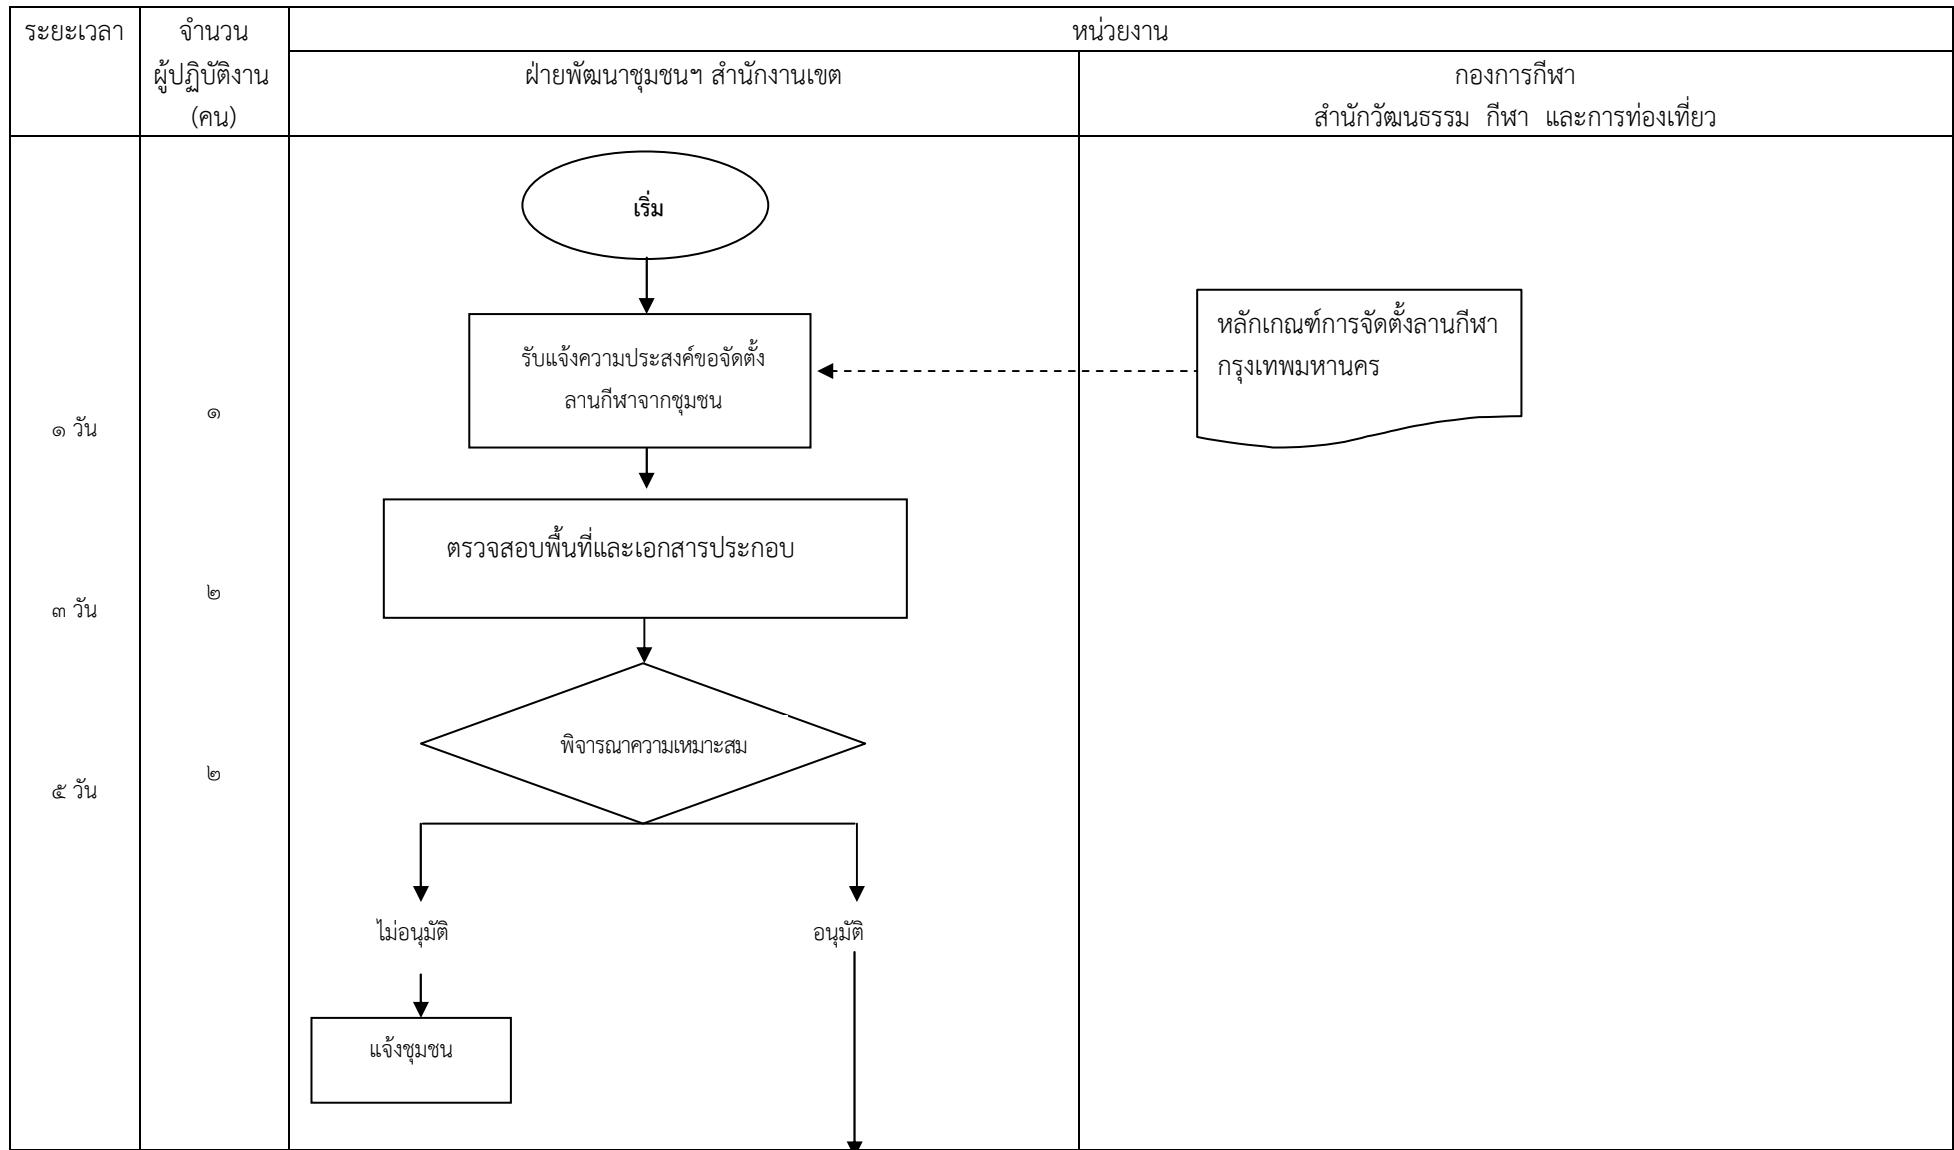 ระยะเวลา
จำนวน
ผู้ปฏิบัติงาน
(คน)
หน่วยงาน
ฝ่ายพัฒนาชุมชนฯ สำนักงานเขต
กองการกีฬา
สำนักวัฒนธรรม กีฬา และการท่องเที่ยว
เริ่ม
รับแจ้งความประสงค์ขอจัดตั้ง
ลานกีฬาจากชุมชน
หลักเกณฑ์การจัดตั้งลานกีฬา
กรุงเทพมหานคร
๑ วัน
๑
ตรวจสอบพื้นที่และเอกสารประกอบ
๓ วัน
๒
พิจารณาความเหมาะสม
๕ วัน
๒
ไม่อนุมัติ
อนุมัติ
แจ้งชุมชน